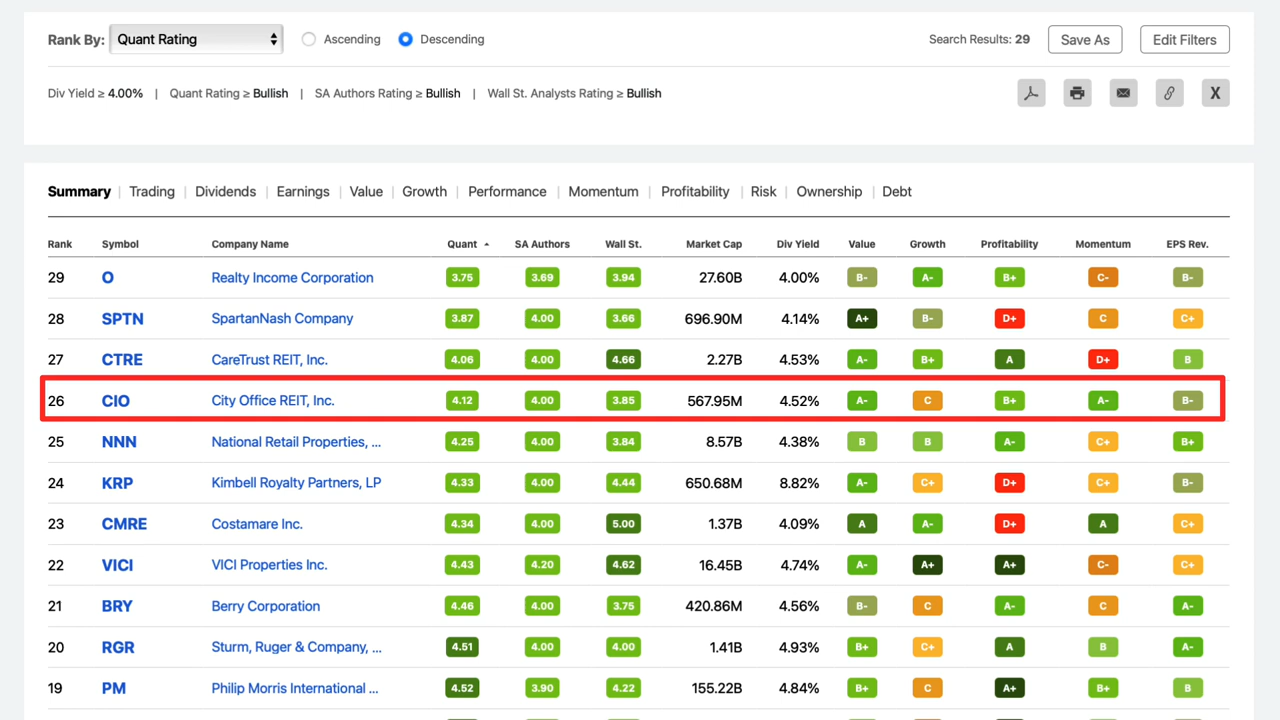 Rank By: Quant Rating Ascending Descending Search Results: 29 Save As Edit Filters
Div Yield ≥ 4.00% | Quant Rating ≥ Bullish | SA Authors Rating ≥ Bullish | Wall St. Analysts Rating ≥ Bullish X
Summary | Trading | Dividends | Earnings | Value | Growth | Performance | Momentum | Profitability | Risk | Ownership | Debt
Rank Symbol Company Name Quant SA Authors Wall St. Market Cap Div Yield Value Growth Profitability Momentum EPS Rev.
29 O Realty Income Corporation 3.75 3.69 3.94 27.60B 4.00% B- A- B+ C- B-
28 SPTN SpartanNash Company 3.87 4.00 3.66 696.90M 4.14% A+ B- D+ C C+
27 CTRE CareTrust REIT, Inc. 4.06 4.00 4.66 2.27B 4.53% A- B+ A D+ B
26 CIO City Office REIT, Inc. 4.12 4.00 3.85 567.95M 4.52% A- C B+ A- B-
25 NNN National Retail Properties, ... 4.25 4.00 3.84 8.57B 4.38% B B A- C+ B+
24 KRP Kimbell Royalty Partners, LP 4.33 4.00 4.44 650.68M 8.82% A- C+ D+ C+ B-
23 CMRE Costamare Inc. 4.34 4.00 5.00 1.37B 4.09% A A- D+ A C+
22 VICI VICI Properties Inc. 4.43 4.20 4.62 16.45B 4.74% A- A+ A+ C- C+
21 BRY Berry Corporation 4.46 4.00 3.75 420.86M 4.56% B- C A- C A-
20 RGR Sturm, Ruger & Company, ... 4.51 4.00 4.00 1.41B 4.93% B+ C+ A B A-
19 PM Philip Morris International ... 4.52 3.90 4.22 155.22B 4.84% B+ C A+ B+ B